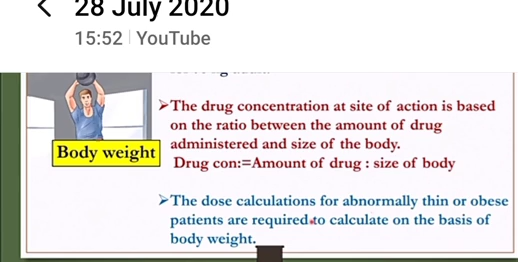 28 July 2020
15:52 YouTube
➢The drug concentration at site of action is based
on the ratio between the amount of drug
administered and size of the body.
Drug con:=Amount of drug : size of body
Body weight
➢The dose calculations for abnormally thin or obese
patients are required to calculate on the basis of
body weight.